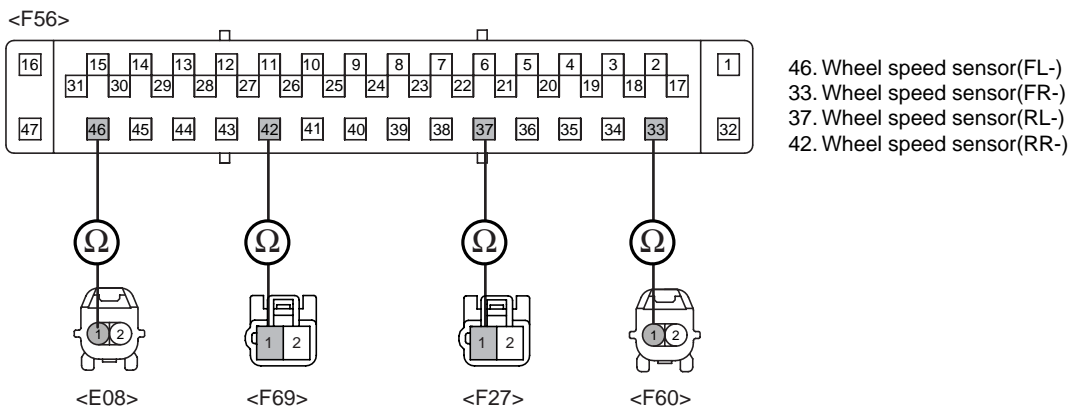 <F56>
16 15 14 13 12 11 10 9 8 7 6 5 4 3 2 1
31 30 29 28 27 26 25 24 23 22 21 20 19 18 17
47 46 45 44 43 42 41 40 39 38 37 36 35 34 33 32
46. Wheel speed sensor(FL-)
33. Wheel speed sensor(FR-)
37. Wheel speed sensor(RL-)
42. Wheel speed sensor(RR-)
Ω Ω Ω Ω
1 2 1 2 1 2 1 2
<E08> <F69> <F27> <F60>